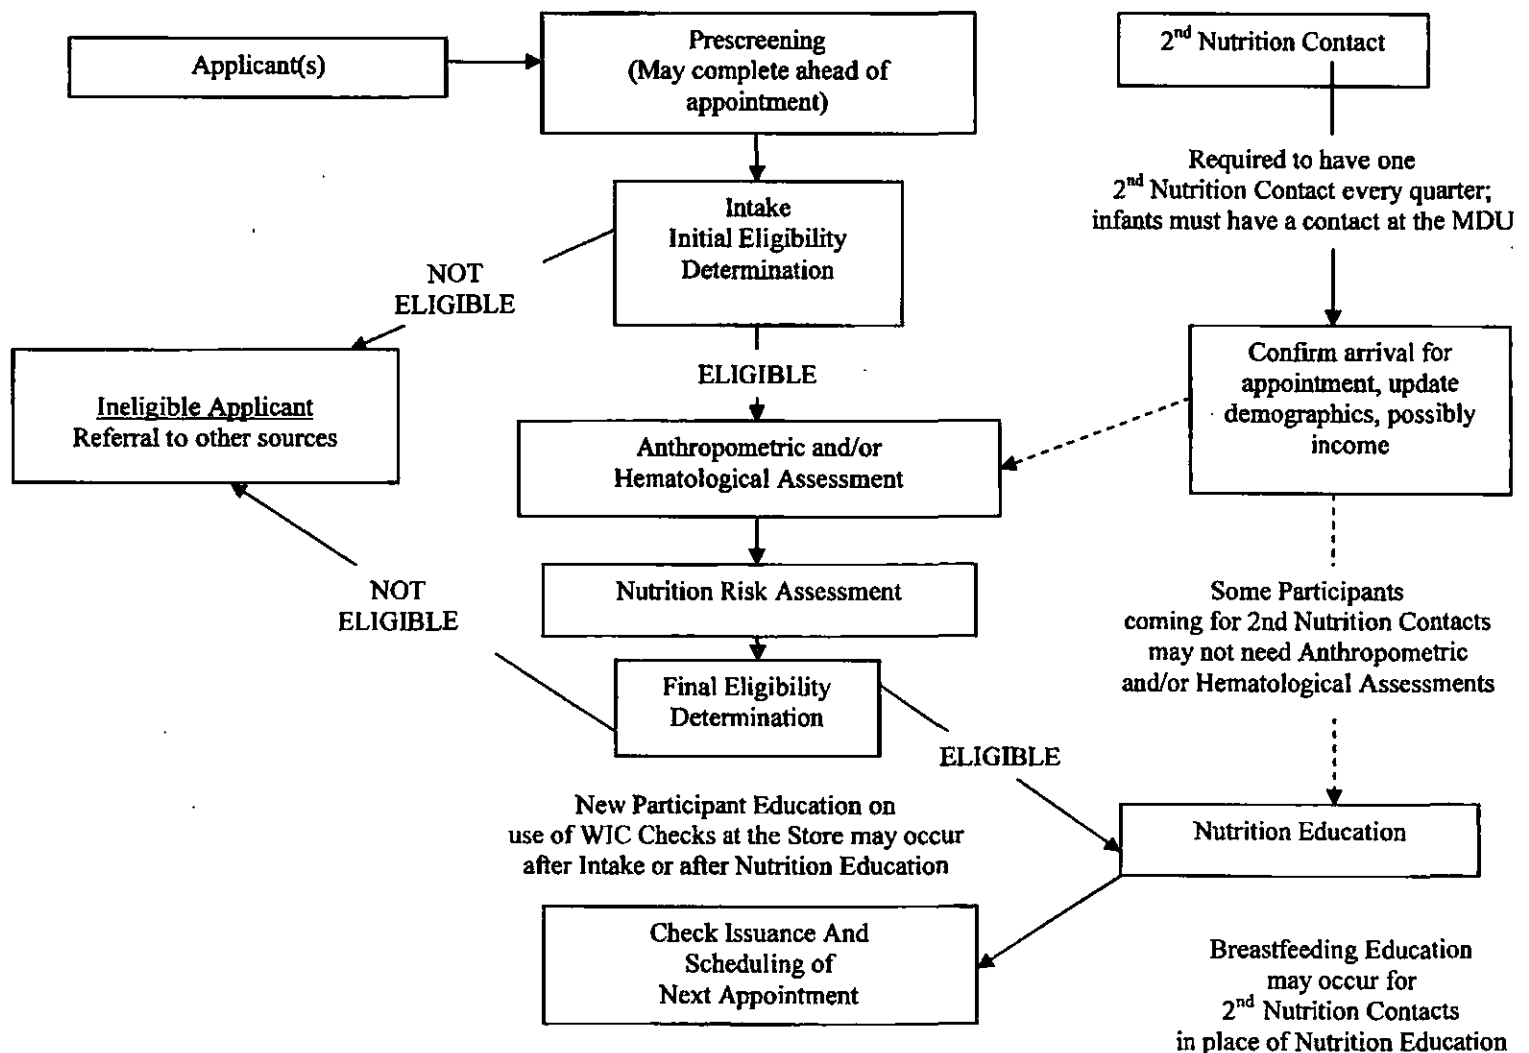 Applicant(s)
Prescreening
(May complete ahead of
appointment)
2nd Nutrition Contact
Required to have one
2nd Nutrition Contact every quarter;
infants must have a contact at the MDU
Intake
Initial Eligibility
Determination
NOT
ELIGIBLE
ELIGIBLE
Ineligible Applicant
Referral to other sources
Confirm arrival for
appointment, update
demographics, possibly
income
Anthropometric and/or
Hematological Assessment
Nutrition Risk Assessment
NOT
ELIGIBLE
Some Participants
coming for 2nd Nutrition Contacts
may not need Anthropometric
and/or Hematological Assessments
Final Eligibility
Determination
ELIGIBLE
New Participant Education on
use of WIC Checks at the Store may occur
after Intake or after Nutrition Education
Nutrition Education
Check Issuance And
Scheduling of
Next Appointment
Breastfeeding Education
may occur for
2nd Nutrition Contacts
in place of Nutrition Education